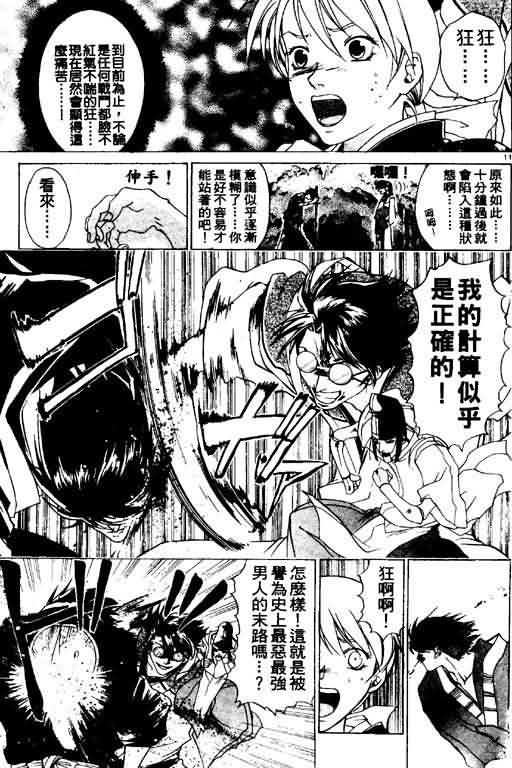 狂…
狂…
到目前為止，不論
是任何戰鬥都臉不
紅氣不喘的狂……
現在居然會顯得這
麼痛苦………
11
原來如此…
十分鐘過後就
會陷入這種狀
態啊…
嘿嘿！
意識似乎逐漸
模糊了……你
是好不容易才
能站著的吧！
伸手！
看來…
我的計算似乎
是正確的！
狂啊！
怎麼樣！這就是被
譽為史上最惡最強
男人的末路嗎…？